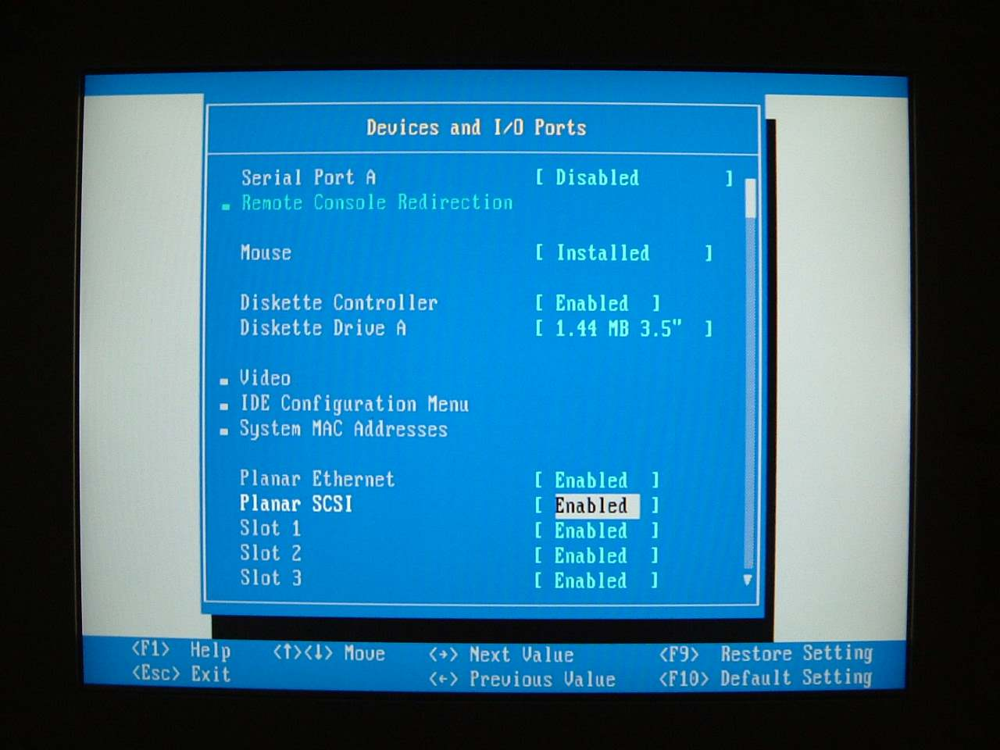 Devices and I/O Ports
Serial Port A [ Disabled ]
Remote Console Redirection
Mouse [ Installed ]
Diskette Controller [ Enabled ]
Diskette Drive A [ 1.44 MB 3.5" ]
Video
IDE Configuration Menu
System MAC Addresses
Planar Ethernet [ Enabled ]
Planar SCSI [ Enabled ]
Slot 1 [ Enabled ]
Slot 2 [ Enabled ]
Slot 3 [ Enabled ]
<F1> Help <↑><↓> Move <→> Next Value <F9> Restore Setting
<Esc> Exit <←> Previous Value <F10> Default Setting